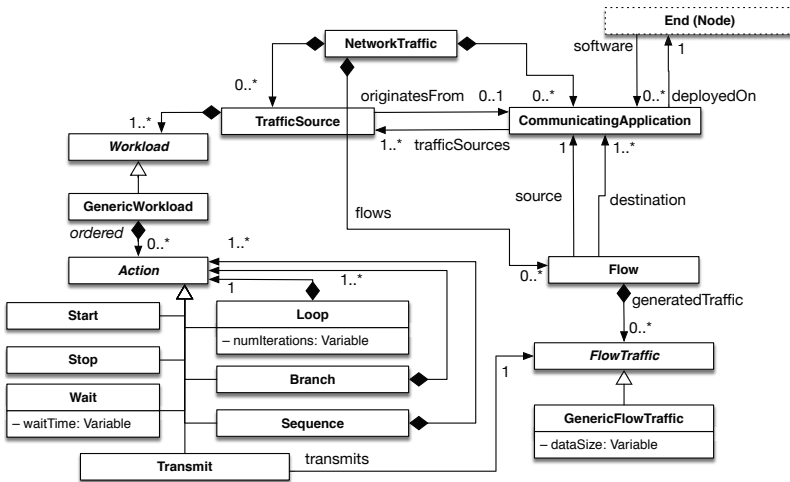 End (Node)
NetworkTraffic
software
1
0..*
originatesFrom
0..1
0..*
0..*
deployedOn
TrafficSource
CommunicatingApplication
1..*
1..*
trafficSources
1
1..*
Workload
source
destination
GenericWorkload
flows
ordered
0..*
1..*
Action
1
1..*
0..*
Flow
generatedTraffic
Start
Loop
– numIterations: Variable
0..*
Stop
FlowTraffic
1
Branch
Wait
– waitTime: Variable
Sequence
GenericFlowTraffic
– dataSize: Variable
transmits
Transmit